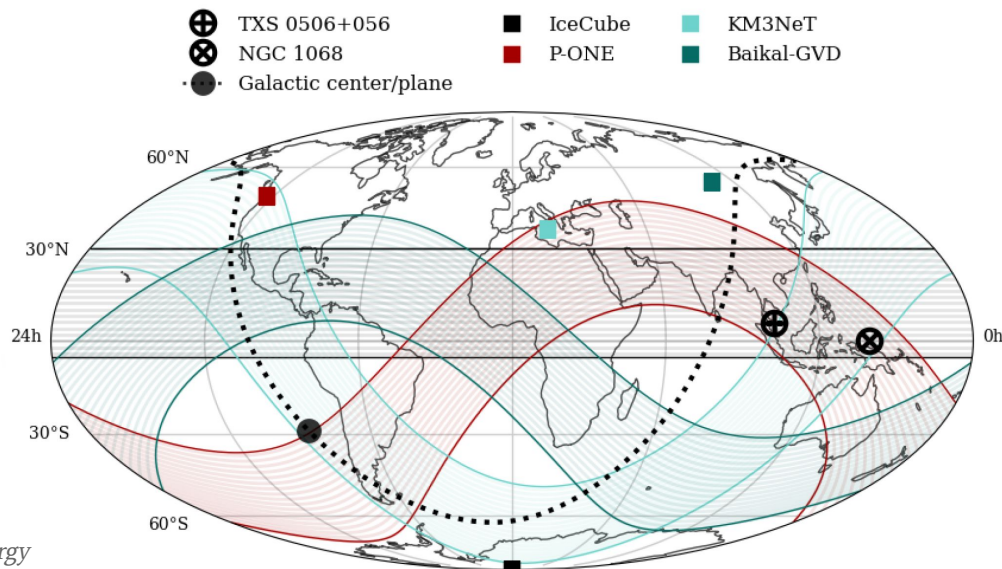 TXS 0506+056
NGC 1068
Galactic center/plane
IceCube
P-ONE
KM3NeT
Baikal-GVD
60°N
30°N
24h
0h
30°S
60°S
rgy